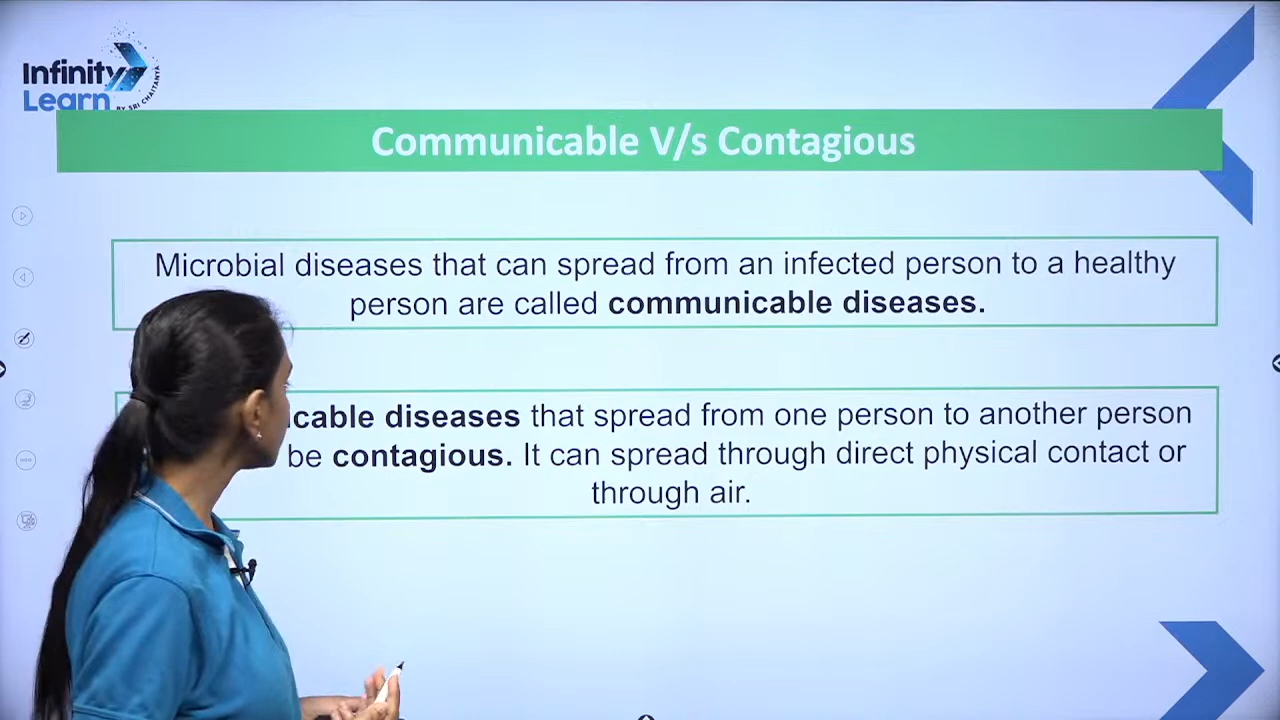 Infinity
Learn
BY SRI CHAITANYA
Communicable V/s Contagious
Microbial diseases that can spread from an infected person to a healthy
person are called communicable diseases.
diseases that spread from one person to another person
be contagious. It can spread through direct physical contact or
through air.